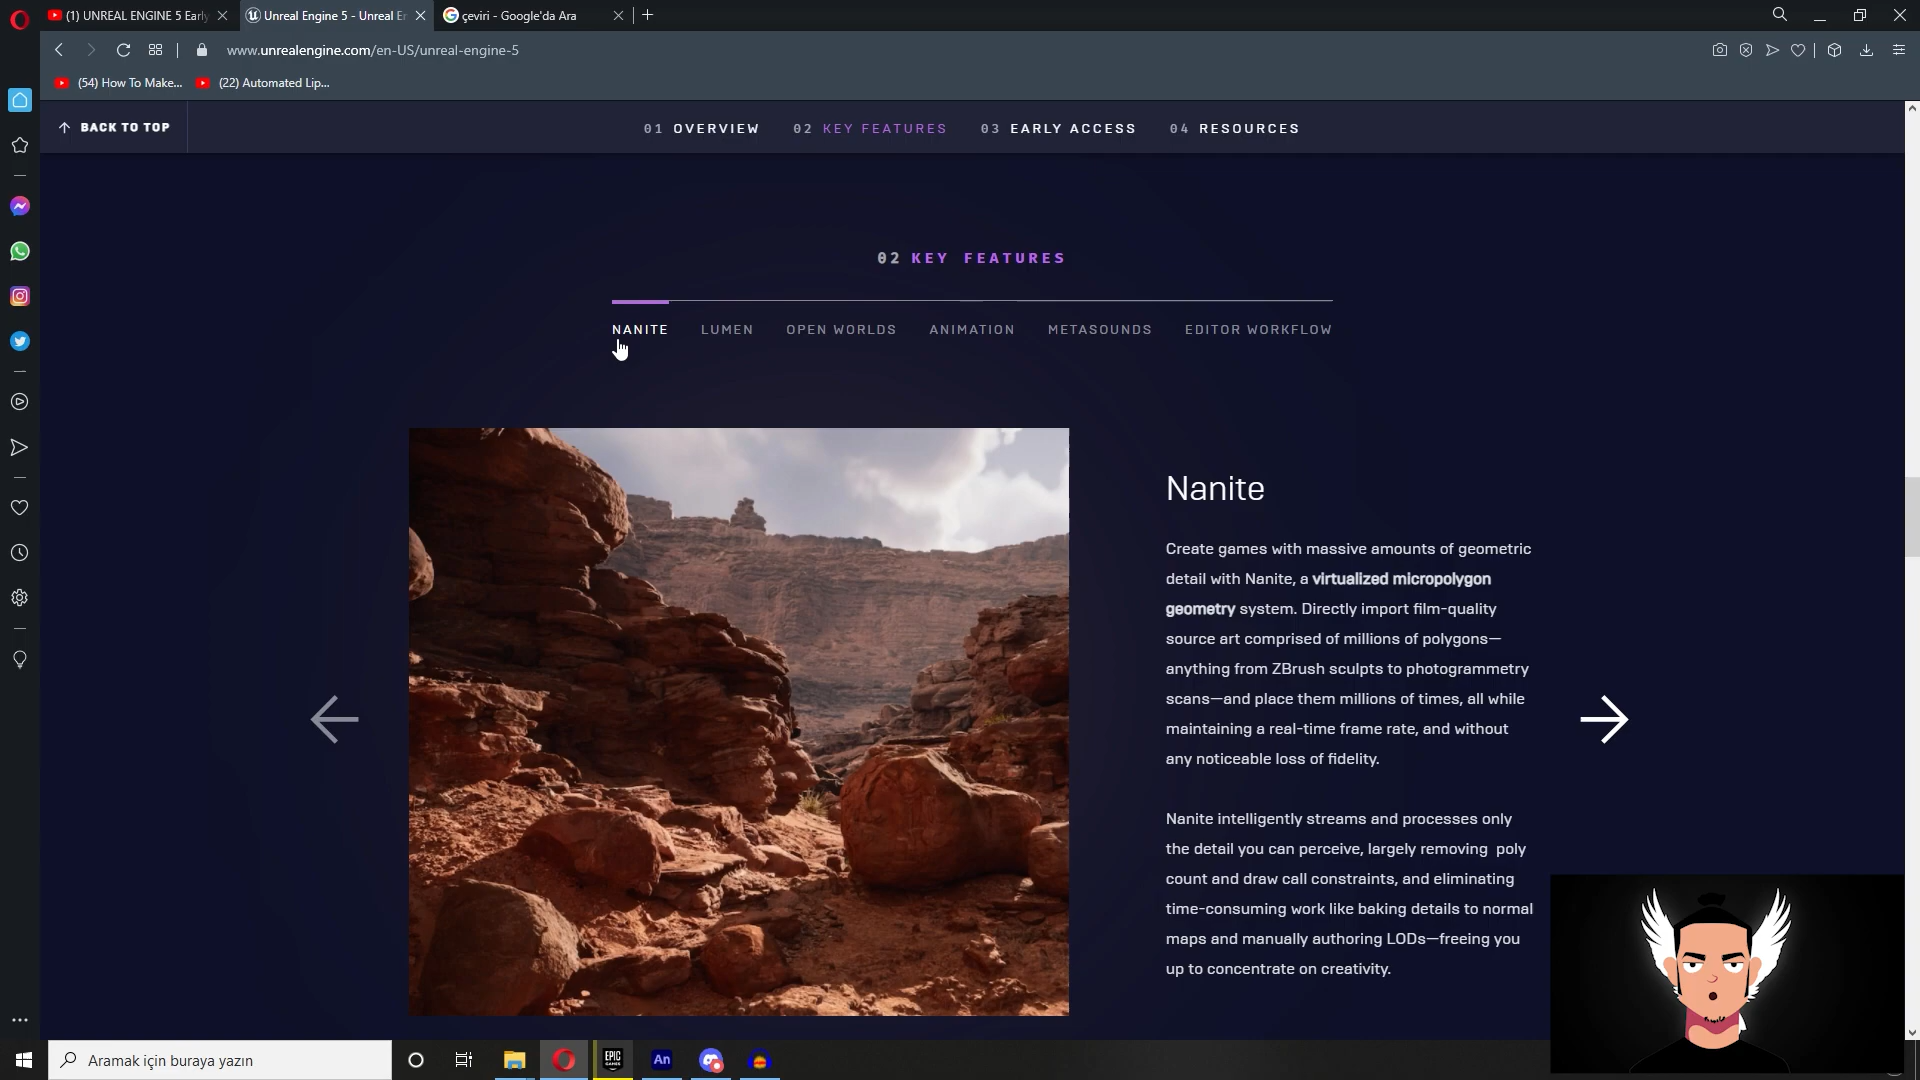 (1) UNREAL ENGINE 5 Early
Unreal Engine 5 - Unreal E
çeviri - Google'da Ara
www.unrealengine.com/en-US/unreal-engine-5
(54) How To Make...
(22) Automated Lip...
BACK TO TOP
01 OVERVIEW
02 KEY FEATURES
03 EARLY ACCESS
04 RESOURCES
02 KEY FEATURES
NANITE
LUMEN
OPEN WORLDS
ANIMATION
METASOUNDS
EDITOR WORKFLOW
Nanite
Create games with massive amounts of geometric
detail with Nanite, a virtualized micropolygon
geometry system. Directly import film-quality
source art comprised of millions of polygons—
anything from ZBrush sculpts to photogrammetry
scans—and place them millions of times, all while
maintaining a real-time frame rate, and without
any noticeable loss of fidelity.
Nanite intelligently streams and processes only
the detail you can perceive, largely removing poly
count and draw call constraints, and eliminating
time-consuming work like baking details to normal
maps and manually authoring LODs—freeing you
up to concentrate on creativity.
Aramak için buraya yazın
EPIC
GAMES
An